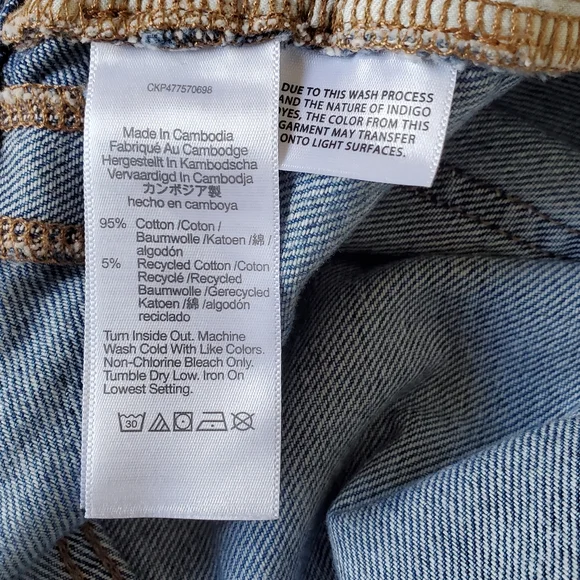 CKP477570698
Made In Cambodia
Fabriqué Au Cambodge
Hergestellt In Kambodscha
Vervaardigd In Cambodja
カンボジア製
hecho en camboya
95% Cotton /Coton /
Baumwolle /Katoen /綿 /
algodón
5% Recycled Cotton /Coton
Recyclé /Recycled
Baumwolle /Gerecycled
Katoen /綿 /algodón
reciclado
Turn Inside Out. Machine
Wash Cold With Like Colors.
Non-Chlorine Bleach Only.
Tumble Dry Low. Iron On
Lowest Setting.
30
DUE TO THIS WASH PROCESS
AND THE NATURE OF INDIGO
DYES, THE COLOR FROM THIS
GARMENT MAY TRANSFER
ONTO LIGHT SURFACES.